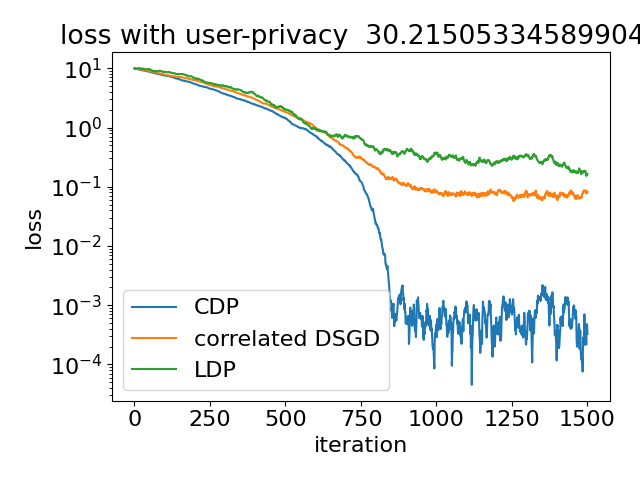 loss with user-privacy  30.21505334589904
loss
10¹
10⁰
10⁻¹
10⁻²
10⁻³
10⁻⁴
CDP
correlated DSGD
LDP
0 250 500 750 1000 1250 1500
iteration